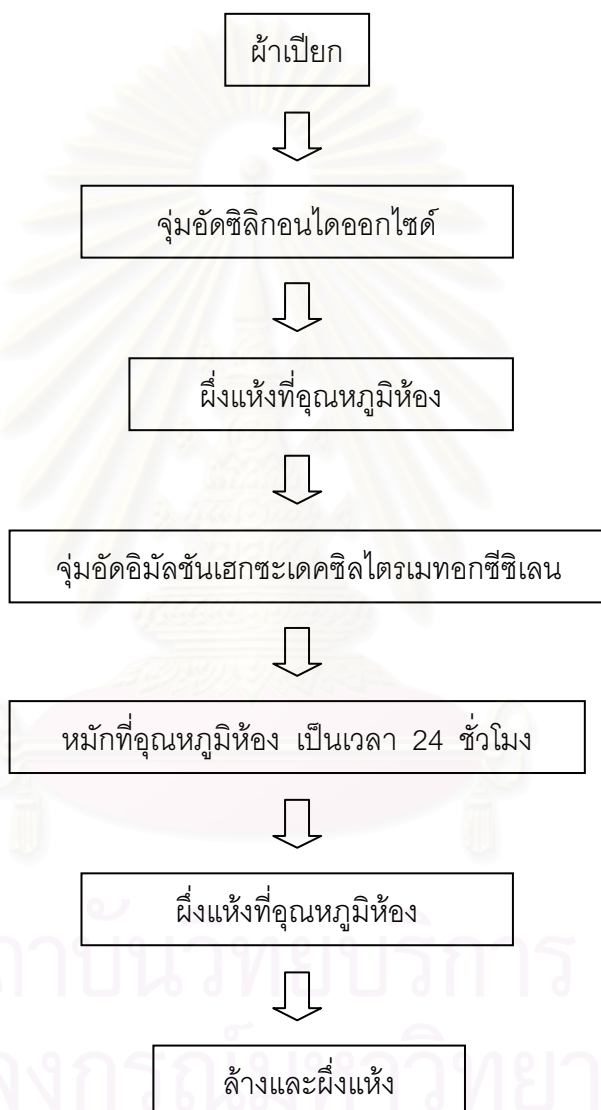 ผ้าเปียก
จุ่มอัดซิลิกอนไดออกไซด์
ผึ่งแห้งที่อุณหภูมิห้อง
จุ่มอัดอิมัลชันเฮกซะเดคซิลไตรเมทอกซีซิเลน
หมักที่อุณหภูมิห้อง เป็นเวลา 24 ชั่วโมง
ผึ่งแห้งที่อุณหภูมิห้อง
ล้างและผึ่งแห้ง